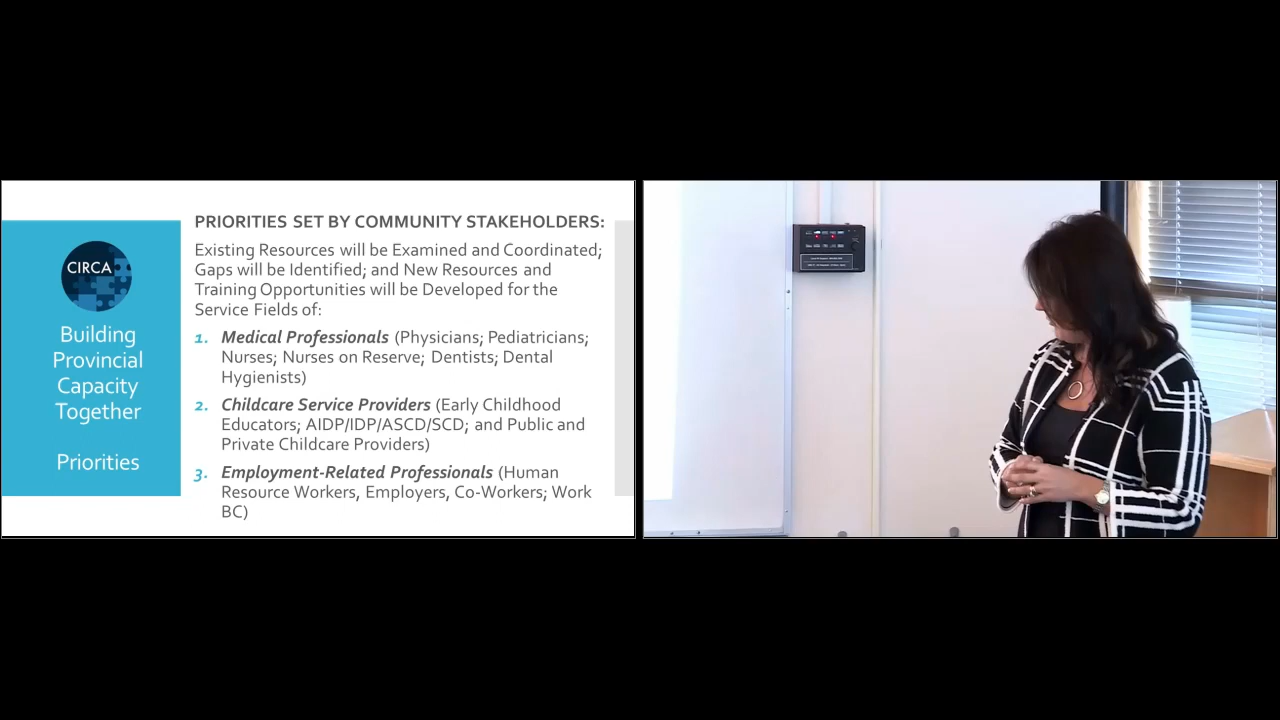 CIRCA
Building
Provincial
Capacity
Together
Priorities
PRIORITIES SET BY COMMUNITY STAKEHOLDERS:
Existing Resources will be Examined and Coordinated;
Gaps will be Identified; and New Resources and
Training Opportunities will be Developed for the
Service Fields of:
1. Medical Professionals (Physicians; Pediatricians;
Nurses; Nurses on Reserve; Dentists; Dental
Hygienists)
2. Childcare Service Providers (Early Childhood
Educators; AIDP/IDP/ASCD/SCD; and Public and
Private Childcare Providers)
3. Employment-Related Professionals (Human
Resource Workers, Employers, Co-Workers; Work
BC)